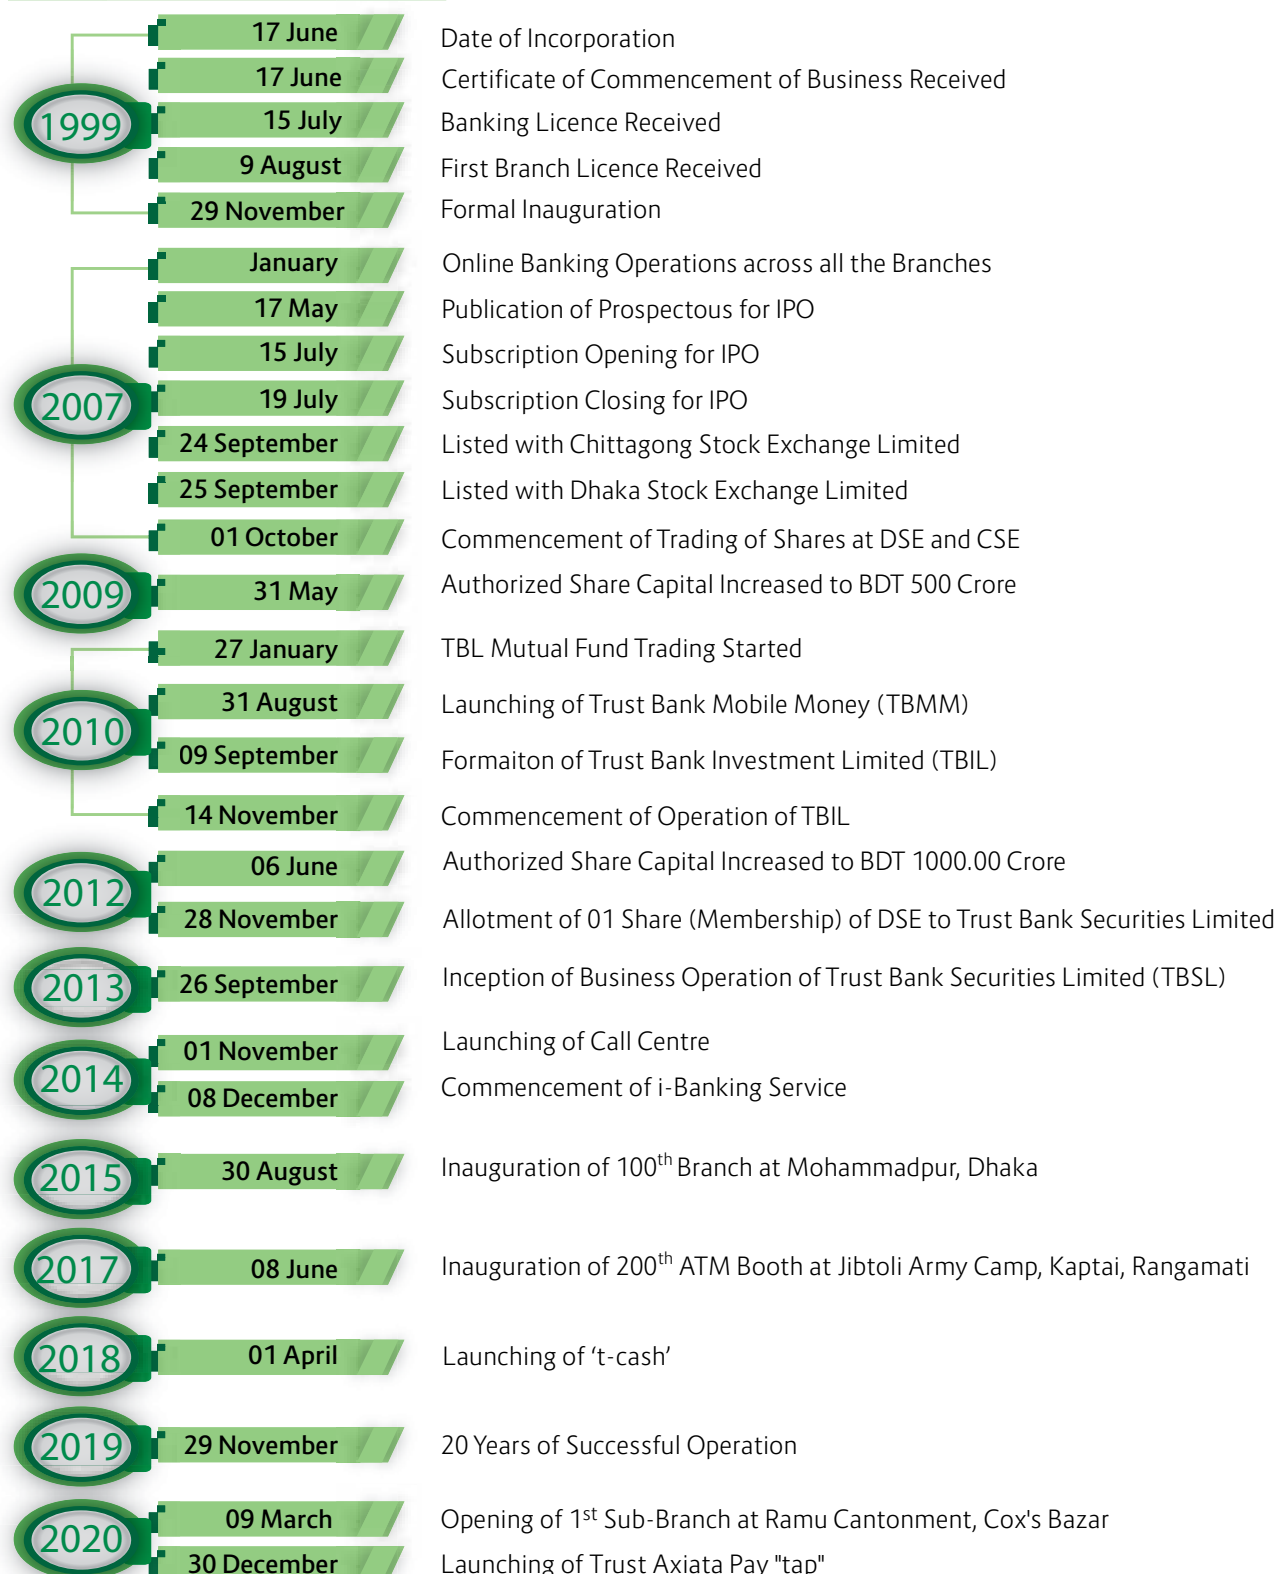 1999
17 June Date of Incorporation
17 June Certificate of Commencement of Business Received
15 July Banking Licence Received
9 August First Branch Licence Received
29 November Formal Inauguration
2007
January Online Banking Operations across all the Branches
17 May Publication of Prospectous for IPO
15 July Subscription Opening for IPO
19 July Subscription Closing for IPO
24 September Listed with Chittagong Stock Exchange Limited
25 September Listed with Dhaka Stock Exchange Limited
01 October Commencement of Trading of Shares at DSE and CSE
2009
31 May Authorized Share Capital Increased to BDT 500 Crore
2010
27 January TBL Mutual Fund Trading Started
31 August Launching of Trust Bank Mobile Money (TBMM)
09 September Formaiton of Trust Bank Investment Limited (TBIL)
14 November Commencement of Operation of TBIL
2012
06 June Authorized Share Capital Increased to BDT 1000.00 Crore
28 November Allotment of 01 Share (Membership) of DSE to Trust Bank Securities Limited
2013
26 September Inception of Business Operation of Trust Bank Securities Limited (TBSL)
2014
01 November Launching of Call Centre
08 December Commencement of i-Banking Service
2015
30 August Inauguration of 100th Branch at Mohammadpur, Dhaka
2017
08 June Inauguration of 200th ATM Booth at Jibtoli Army Camp, Kaptai, Rangamati
2018
01 April Launching of ‘t-cash’
2019
29 November 20 Years of Successful Operation
2020
09 March Opening of 1st Sub-Branch at Ramu Cantonment, Cox's Bazar
30 December Launching of Trust Axiata Pay "tap"